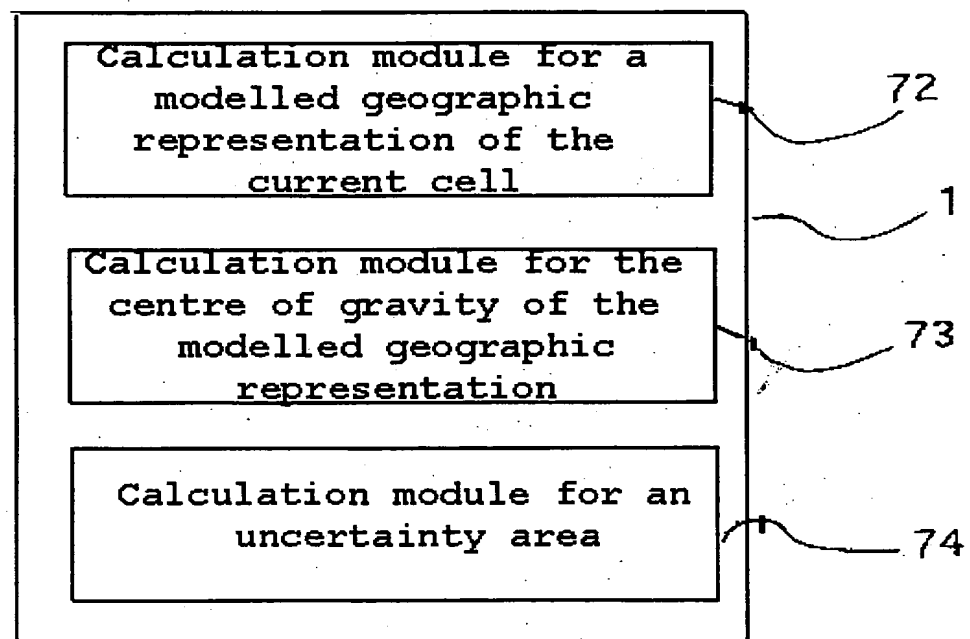 Calculation module for a
modelled geographic
representation of the
current cell
72
1
Calculation module for the
centre of gravity of the
modelled geographic
representation
73
Calculation module for an
uncertainty area
74